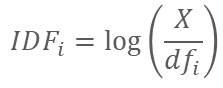 IDF_i = log(X / df_i)